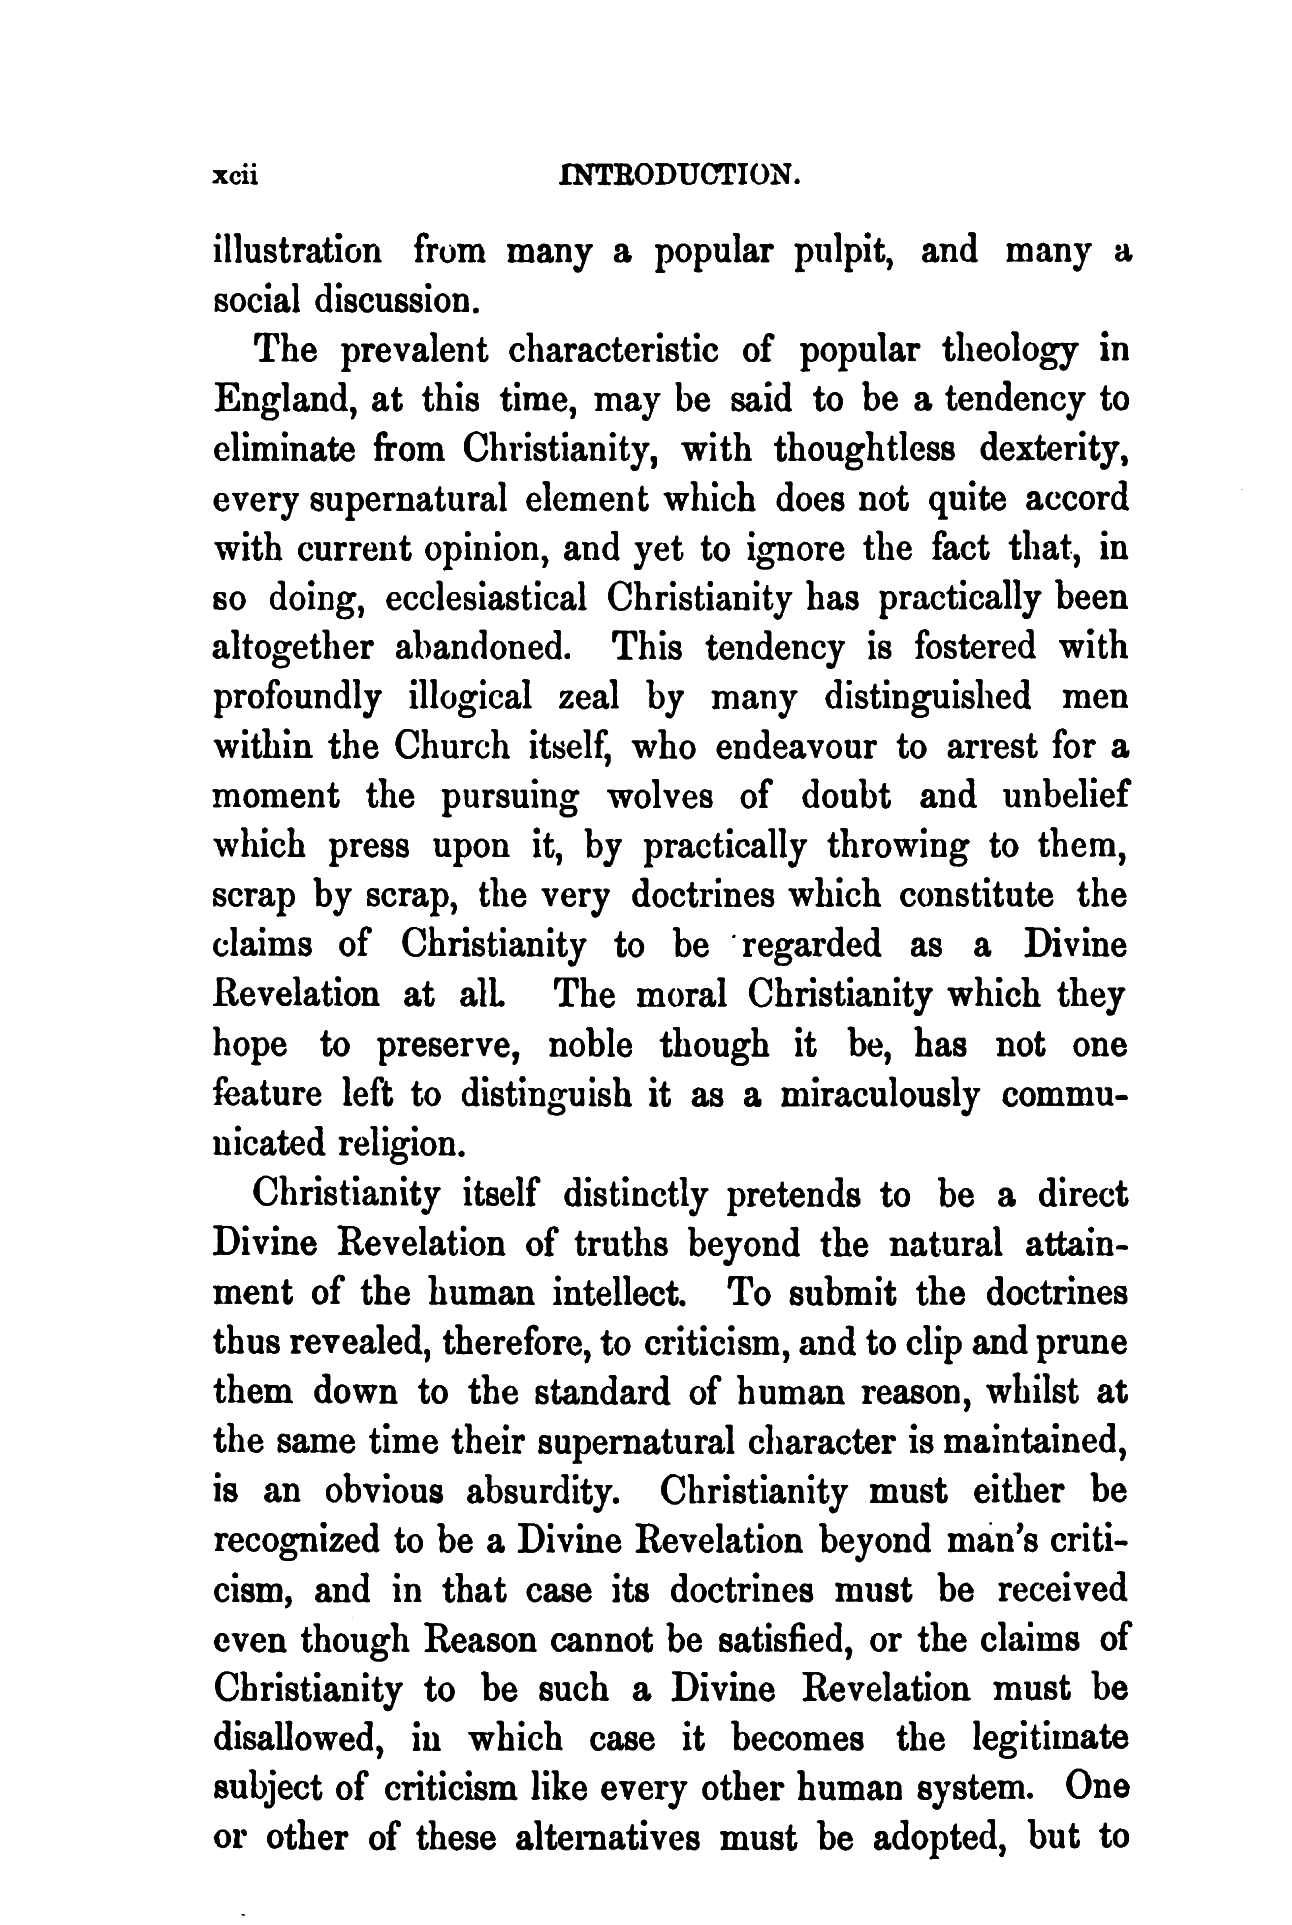 xcii INTRODUCTION.
illustration from many a popular pulpit, and many a
social discussion.
The prevalent characteristic of popular theology in
England, at this time, may be said to be a tendency to
eliminate from Christianity, with thoughtless dexterity,
every supernatural element which does not quite accord
with current opinion, and yet to ignore the fact that, in
so doing, ecclesiastical Christianity has practically been
altogether abandoned. This tendency is fostered with
profoundly illogical zeal by many distinguished men
within the Church itself, who endeavour to arrest for a
moment the pursuing wolves of doubt and unbelief
which press upon it, by practically throwing to them,
scrap by scrap, the very doctrines which constitute the
claims of Christianity to be regarded as a Divine
Revelation at all. The moral Christianity which they
hope to preserve, noble though it be, has not one
feature left to distinguish it as a miraculously commu-
nicated religion.
Christianity itself distinctly pretends to be a direct
Divine Revelation of truths beyond the natural attain-
ment of the human intellect. To submit the doctrines
thus revealed, therefore, to criticism, and to clip and prune
them down to the standard of human reason, whilst at
the same time their supernatural character is maintained,
is an obvious absurdity. Christianity must either be
recognized to be a Divine Revelation beyond man's criti-
cism, and in that case its doctrines must be received
even though Reason cannot be satisfied, or the claims of
Christianity to be such a Divine Revelation must be
disallowed, in which case it becomes the legitimate
subject of criticism like every other human system. One
or other of these alternatives must be adopted, but to